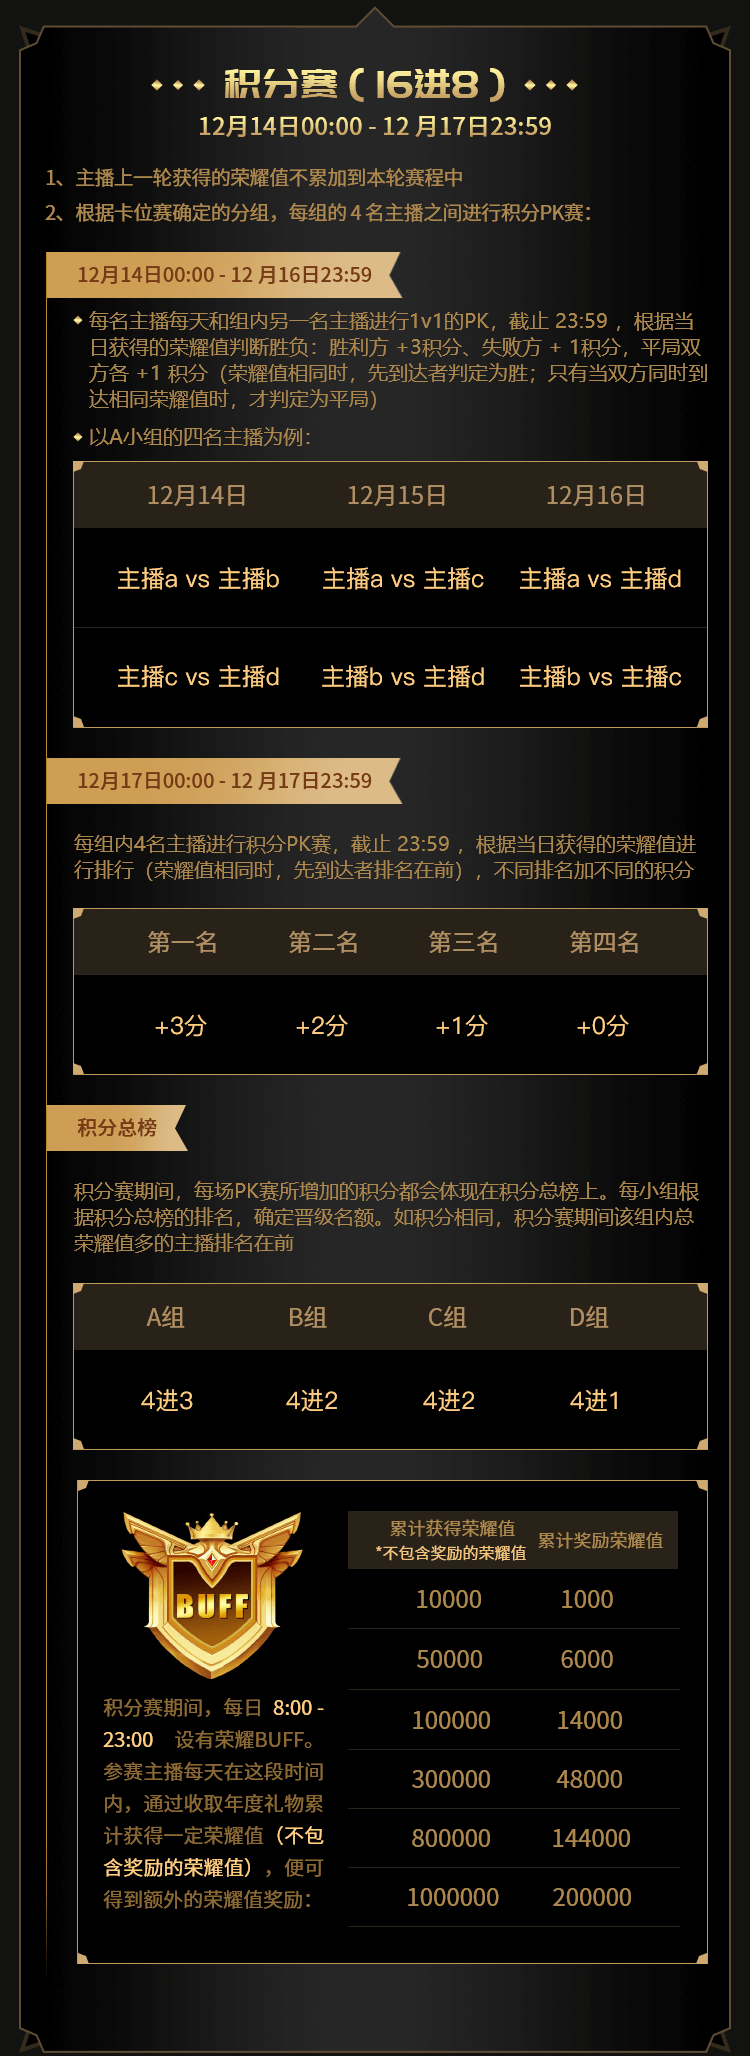 积分赛（16进8）
12月14日00:00 - 12 月17日23:59
1、主播上一轮获得的荣耀值不累加到本轮赛程中
2、根据卡位赛确定的分组，每组的 4 名主播之间进行积分PK赛：
12月14日00:00 - 12 月16日23:59
每名主播每天和组内另一名主播进行1v1的PK，截止 23:59 ，根据当
日获得的荣耀值判断胜负：胜利方 +3积分、失败方 + 1积分，平局双
方各 +1 积分（荣耀值相同时，先到达者判定为胜；只有当双方同时到
达相同荣耀值时，才判定为平局）
以A小组的四名主播为例：
12月14日 12月15日 12月16日
主播a vs 主播b 主播a vs 主播c 主播a vs 主播d
主播c vs 主播d 主播b vs 主播d 主播b vs 主播c
12月17日00:00 - 12 月17日23:59
每组内4名主播进行积分PK赛，截止 23:59 ，根据当日获得的荣耀值进
行排行（荣耀值相同时，先到达者排名在前），不同排名加不同的积分
第一名 第二名 第三名 第四名
+3分 +2分 +1分 +0分
积分总榜
积分赛期间，每场PK赛所增加的积分都会体现在积分总榜上。每小组根
据积分总榜的排名，确定晋级名额。如积分相同，积分赛期间该组内总
荣耀值多的主播排名在前
A组 B组 C组 D组
4进3 4进2 4进2 4进1
BUFF
积分赛期间，每日 8:00 -
23:00 设有荣耀BUFF。
参赛主播每天在这段时间
内，通过收取年度礼物累
计获得一定荣耀值（不包
含奖励的荣耀值），便可
得到额外的荣耀值奖励：
累计获得荣耀值 累计奖励荣耀值
*不包含奖励的荣耀值
10000 1000
50000 6000
100000 14000
300000 48000
800000 144000
1000000 200000